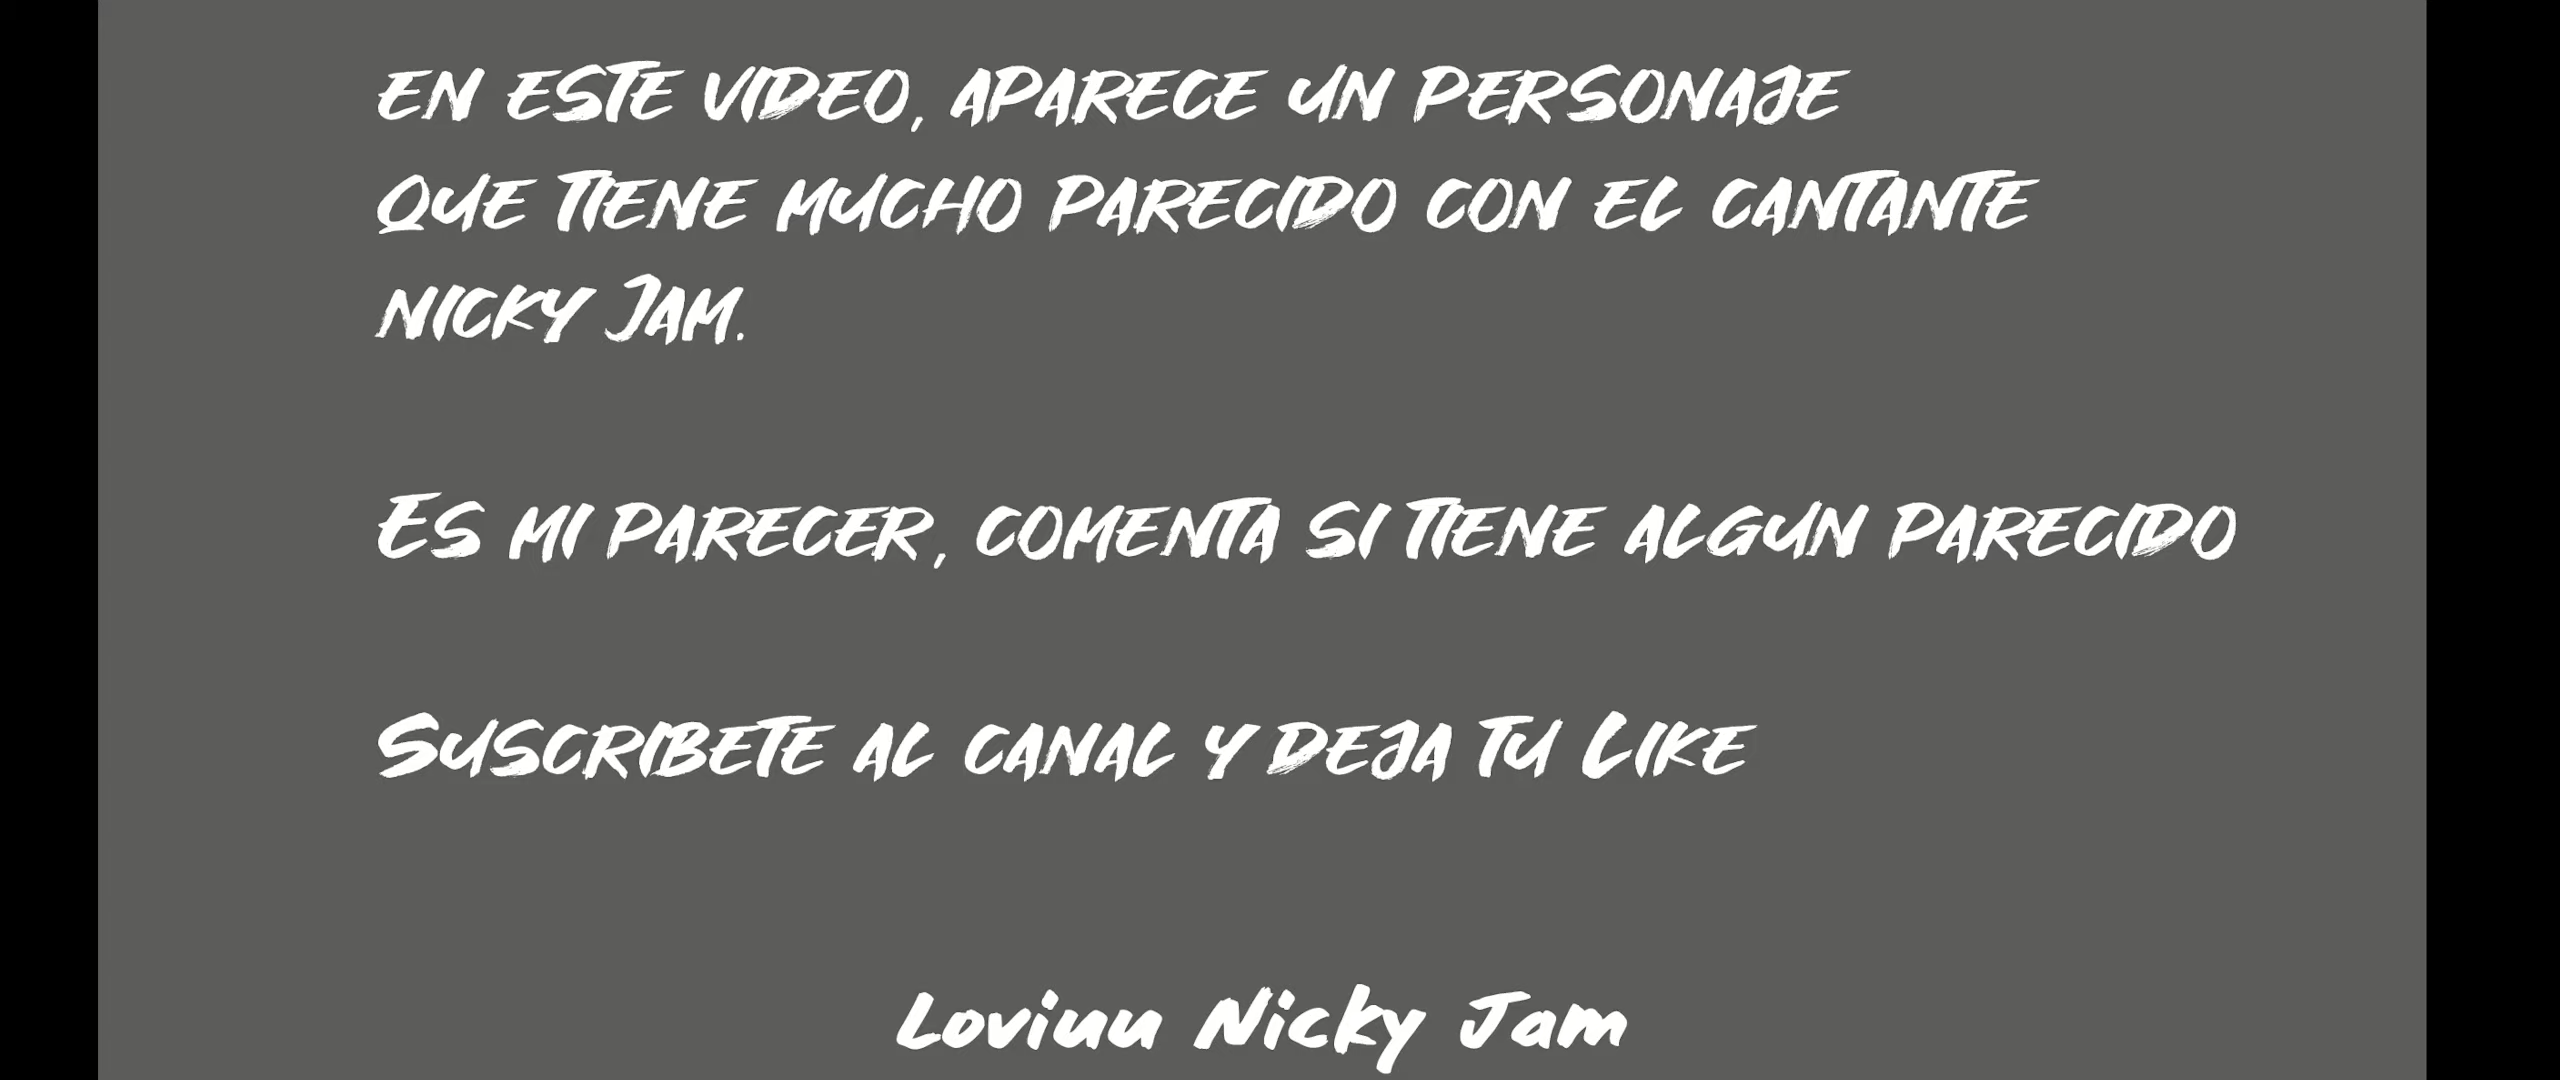 EN ESTE VIDEO, APARECE UN PERSONAJE
QUE TIENE MUCHO PARECIDO CON EL CANTANTE
NICKY JAM.
ES MI PARECER, COMENTA SI TIENE ALGUN PARECIDO
SUSCRIBETE AL CANAL Y DEJA TU LIKE
Loviuu Nicky Jam